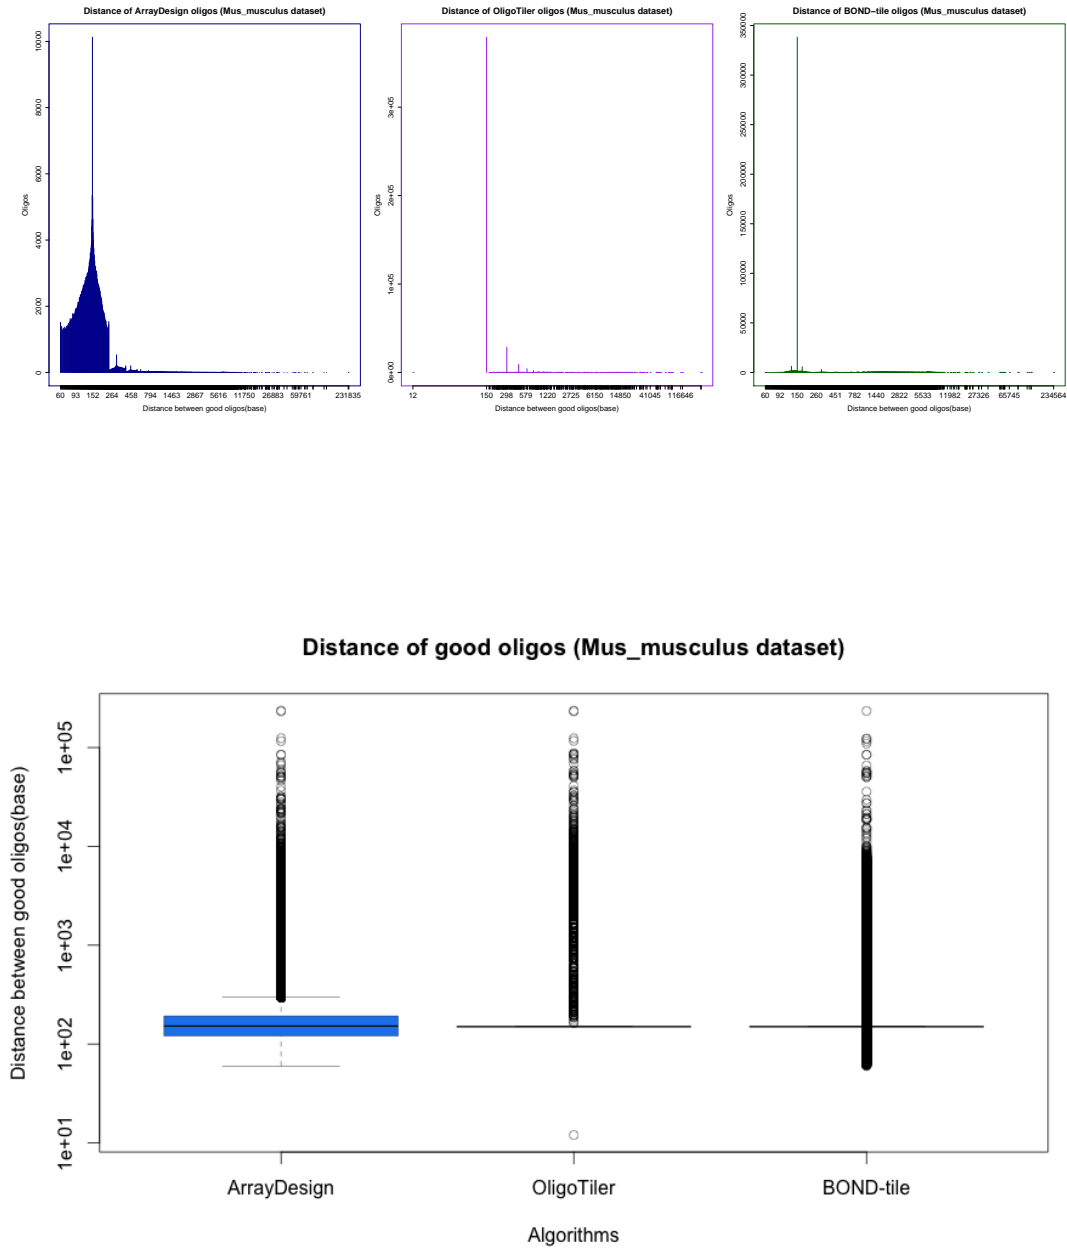 Distance of ArrayDesign oligos (Mus_musculus dataset)
Oligos
0 2000 4000 6000 8000 10000
60 93 152 264 458 794 1463 2867 5616 11750 26883 59761 231835
Distance between good oligos(base)
Distance of OligoTiler oligos (Mus_musculus dataset)
Oligos
0e+00 1e+05 2e+05 3e+05
12 150 298 579 1220 2725 6150 14850 41045 116646
Distance between good oligos(base)
Distance of BOND−tile oligos (Mus_musculus dataset)
Oligos
0 50000 100000 150000 200000 250000 300000 350000
60 92 150 260 451 782 1440 2822 5533 11982 27326 65745 234564
Distance between good oligos(base)
Distance of good oligos (Mus_musculus dataset)
Distance between good oligos(base)
1e+01 1e+02 1e+03 1e+04 1e+05
ArrayDesign OligoTiler BOND-tile
Algorithms